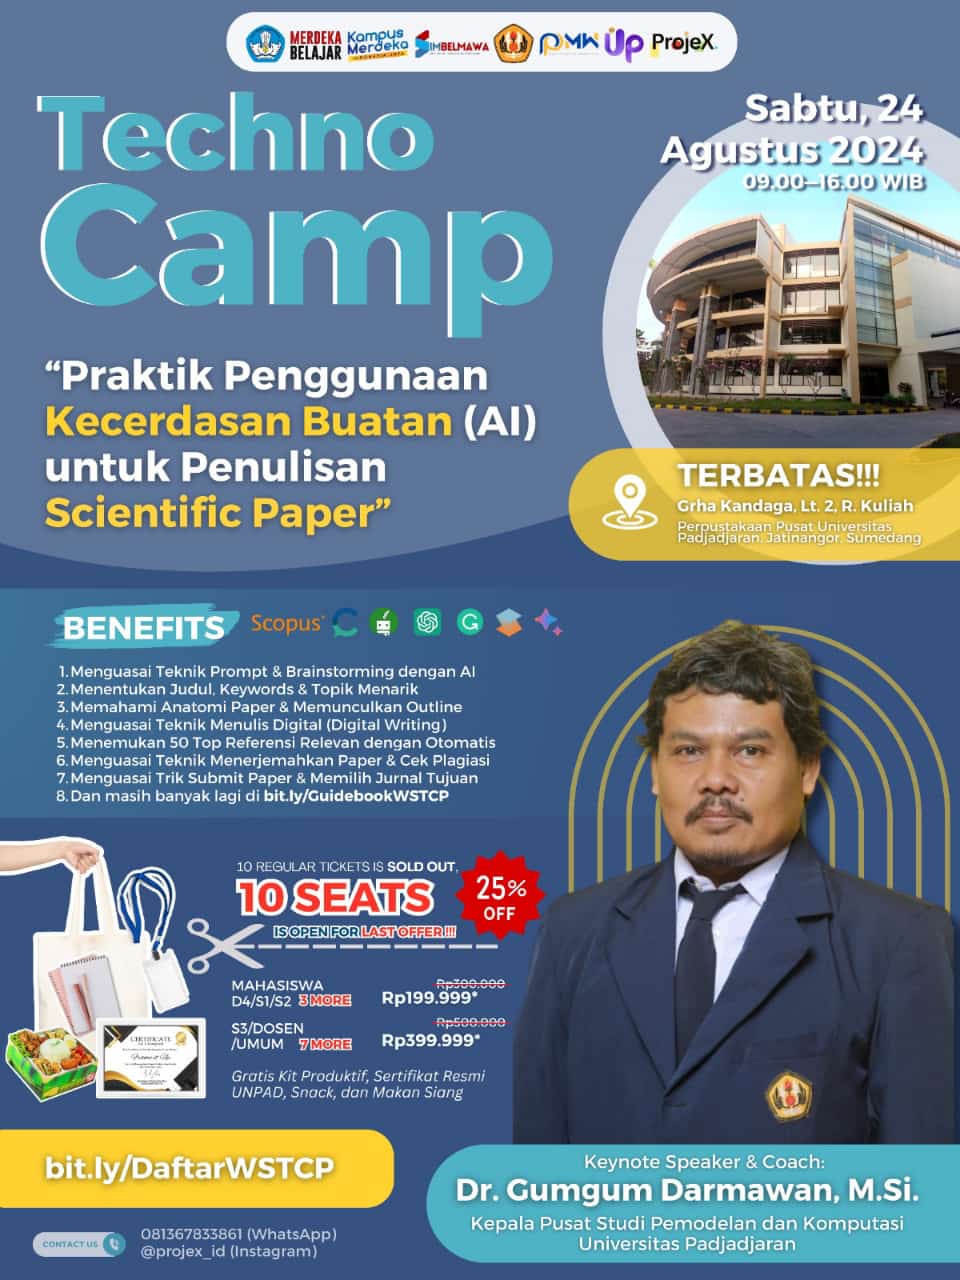 MERDEKA
BELAJAR
Kampus
Merdeka
INDONESIA JAYA
SIMBELMAWA
PMW
Up
ProjeX
Techno
Camp
Sabtu, 24
Agustus 2024
09.00—16.00 WIB
“Praktik Penggunaan
Kecerdasan Buatan (AI)
untuk Penulisan
Scientific Paper”
TERBATAS!!!
Grha Kandaga, Lt. 2, R. Kuliah
Perpustakaan Pusat Universitas
Padjadjaran, Jatinangor, Sumedang
BENEFITS
Scopus
1. Menguasai Teknik Prompt & Brainstorming dengan AI
2. Menentukan Judul, Keywords & Topik Menarik
3. Memahami Anatomi Paper & Memunculkan Outline
4. Menguasai Teknik Menulis Digital (Digital Writing)
5. Menemukan 50 Top Referensi Relevan dengan Otomatis
6. Menguasai Teknik Menerjemahkan Paper & Cek Plagiasi
7. Menguasai Trik Submit Paper & Memilih Jurnal Tujuan
8. Dan masih banyak lagi di bit.ly/GuidebookWSTCP
10 REGULAR TICKETS IS SOLD OUT,
10 SEATS
IS OPEN FOR LAST OFFER !!!
25%
OFF
MAHASISWA
D4/S1/S2 3 MORE
Rp300.000
Rp199.999*
S3/DOSEN
/UMUM 7 MORE
Rp500.000
Rp399.999*
Gratis Kit Produktif, Sertifikat Resmi
UNPAD, Snack, dan Makan Siang
CERTIFICATE
bit.ly/DaftarWSTCP
CONTACT US
081367833861 (WhatsApp)
@projex_id (Instagram)
Keynote Speaker & Coach:
Dr. Gumgum Darmawan, M.Si.
Kepala Pusat Studi Pemodelan dan Komputasi
Universitas Padjadjaran